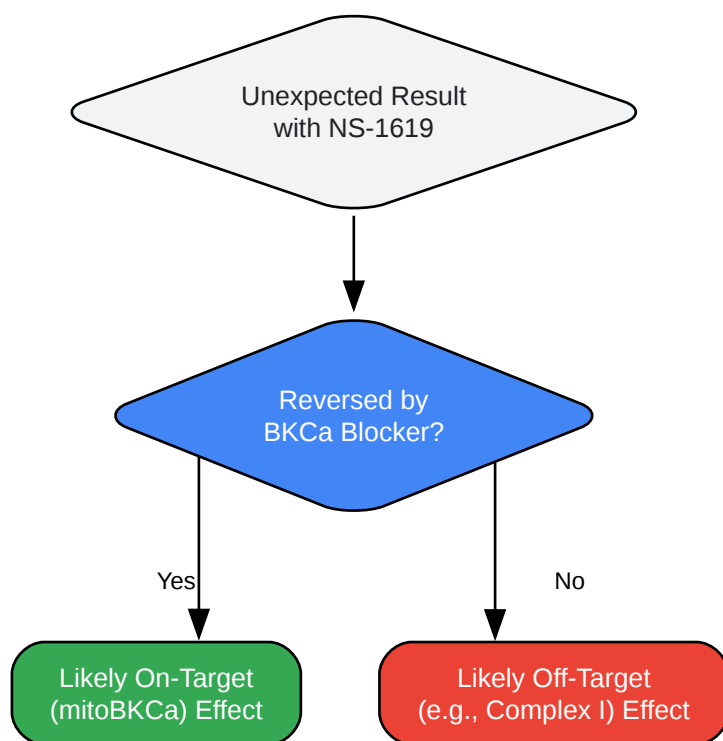 Unexpected Result
with NS-1619
Reversed by
BKCa Blocker?
Yes
No
Likely On-Target
(mitoBKCa) Effect
Likely Off-Target
(e.g., Complex I) Effect